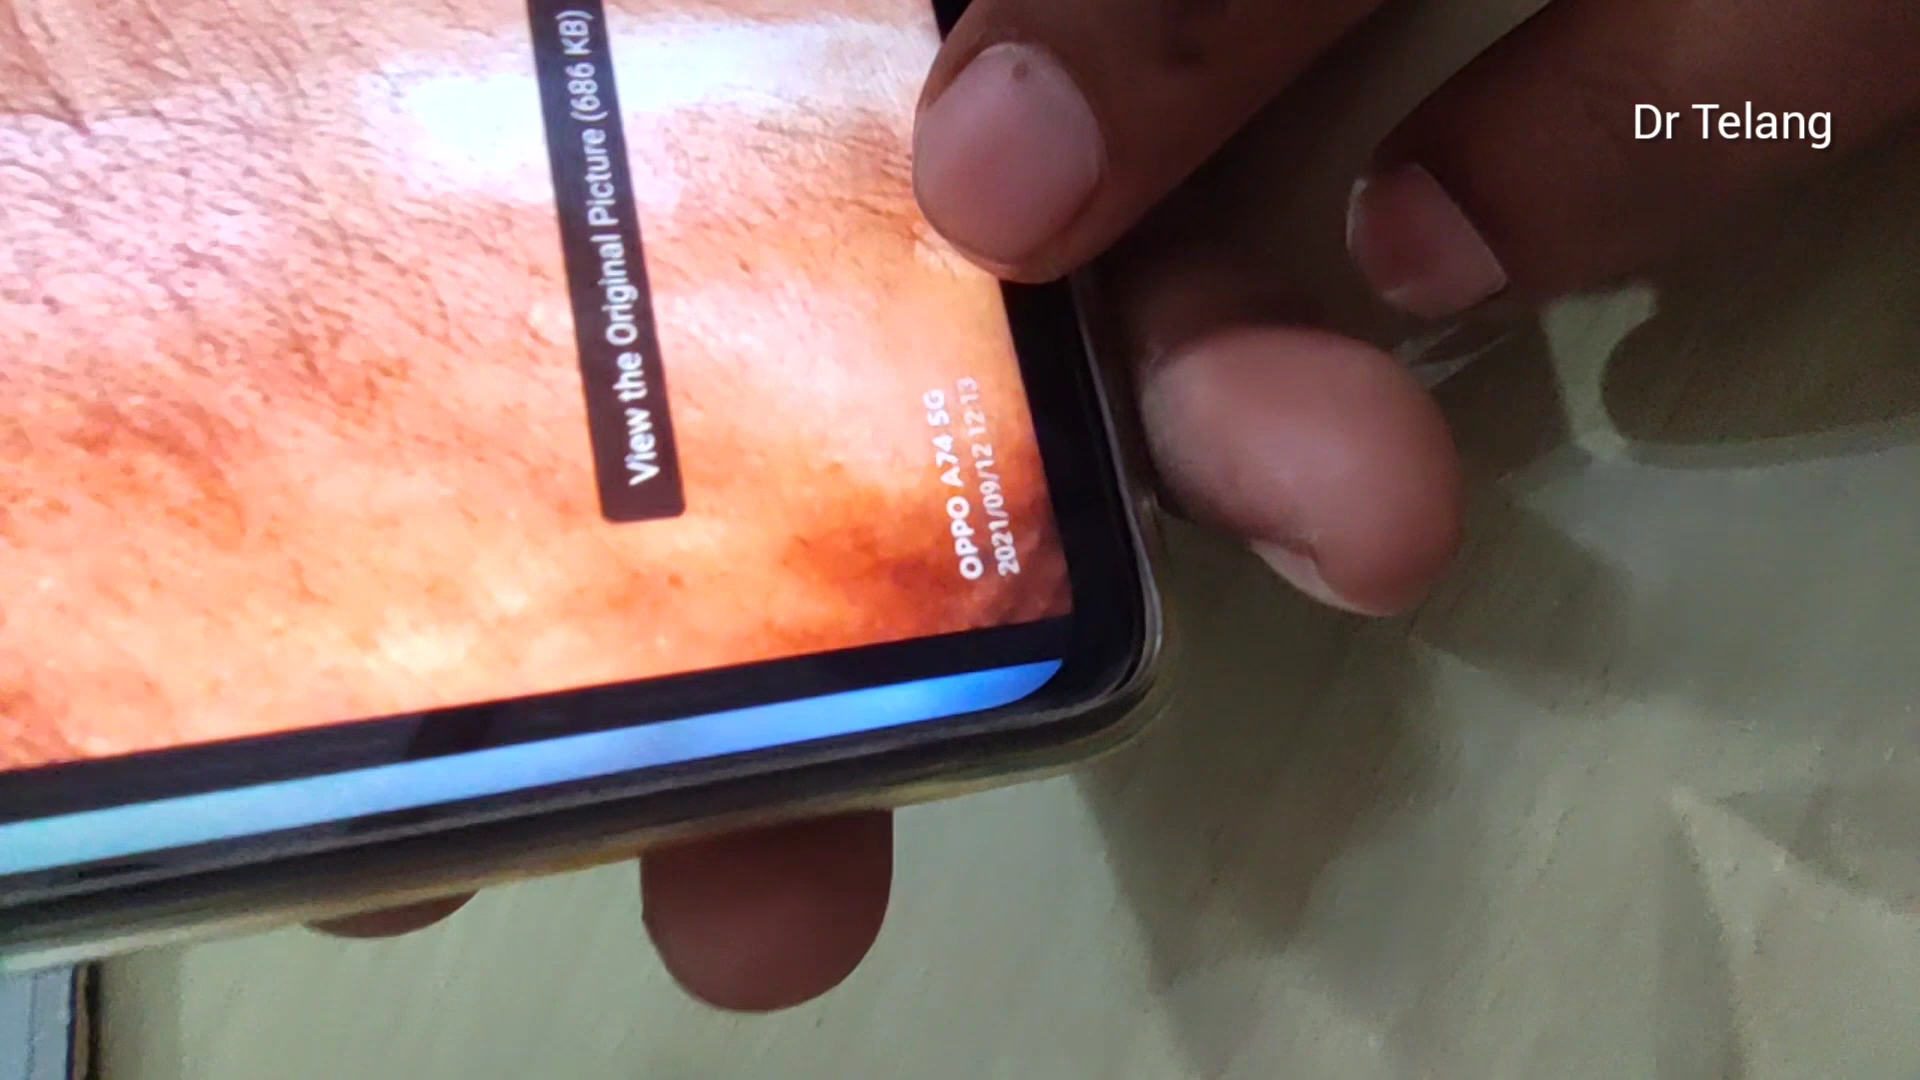 Dr Telang
View the Original Picture (686 KB)
OPPO A74 5G
2021/09/12 12:13